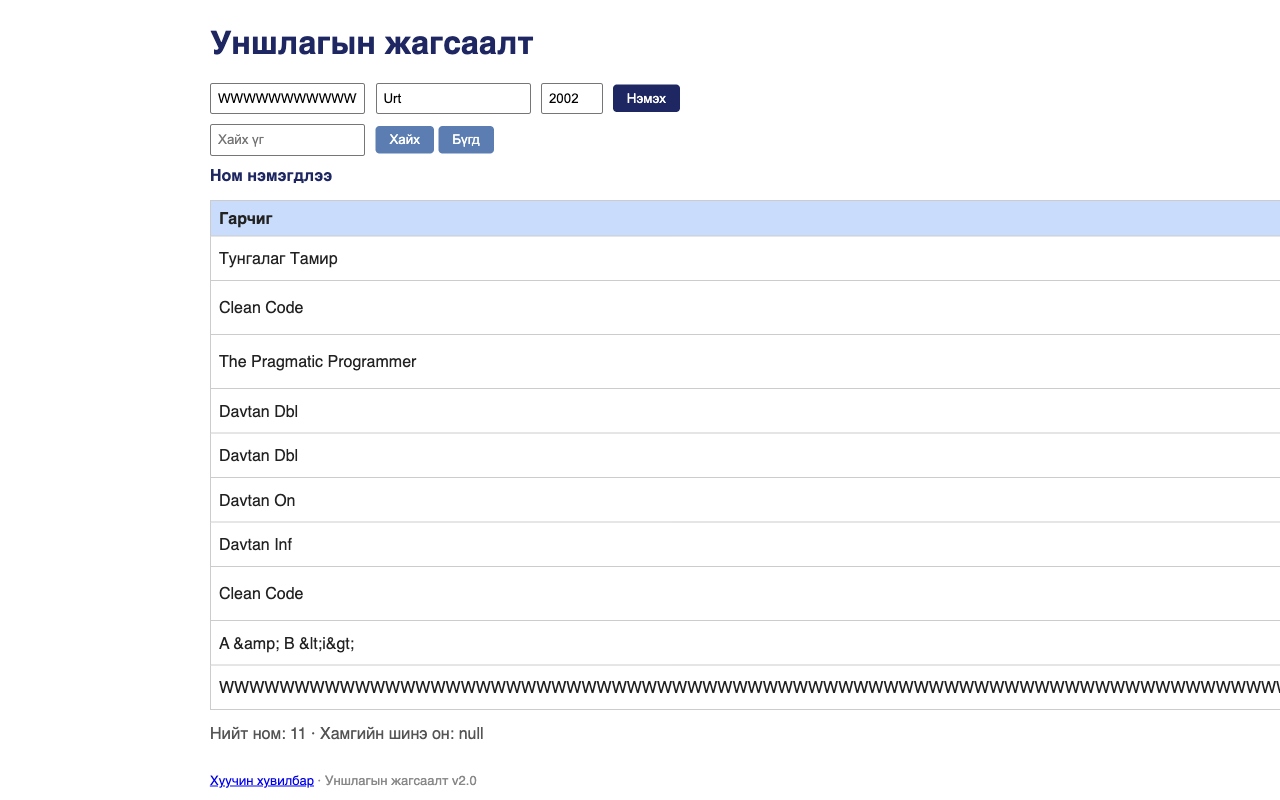 Уншлагын жагсаалт
WWWWWWWWWWW Urt 2002 Нэмэх
Хайх үг Хайх Бүгд
Ном нэмэгдлээ
Гарчиг
Тунгалаг Тамир
Clean Code
The Pragmatic Programmer
Davtan Dbl
Davtan Dbl
Davtan On
Davtan Inf
Clean Code
A &amp; B &lt;i&gt;
WWWWWWWWWWWWWWWWWWWWWWWWWWWWWWWWWWWWWWWWWWWWWWWWWWWWWWWWWWWWWWWWWWWWWW
Нийт ном: 11 · Хамгийн шинэ он: null
Хуучин хувилбар · Уншлагын жагсаалт v2.0